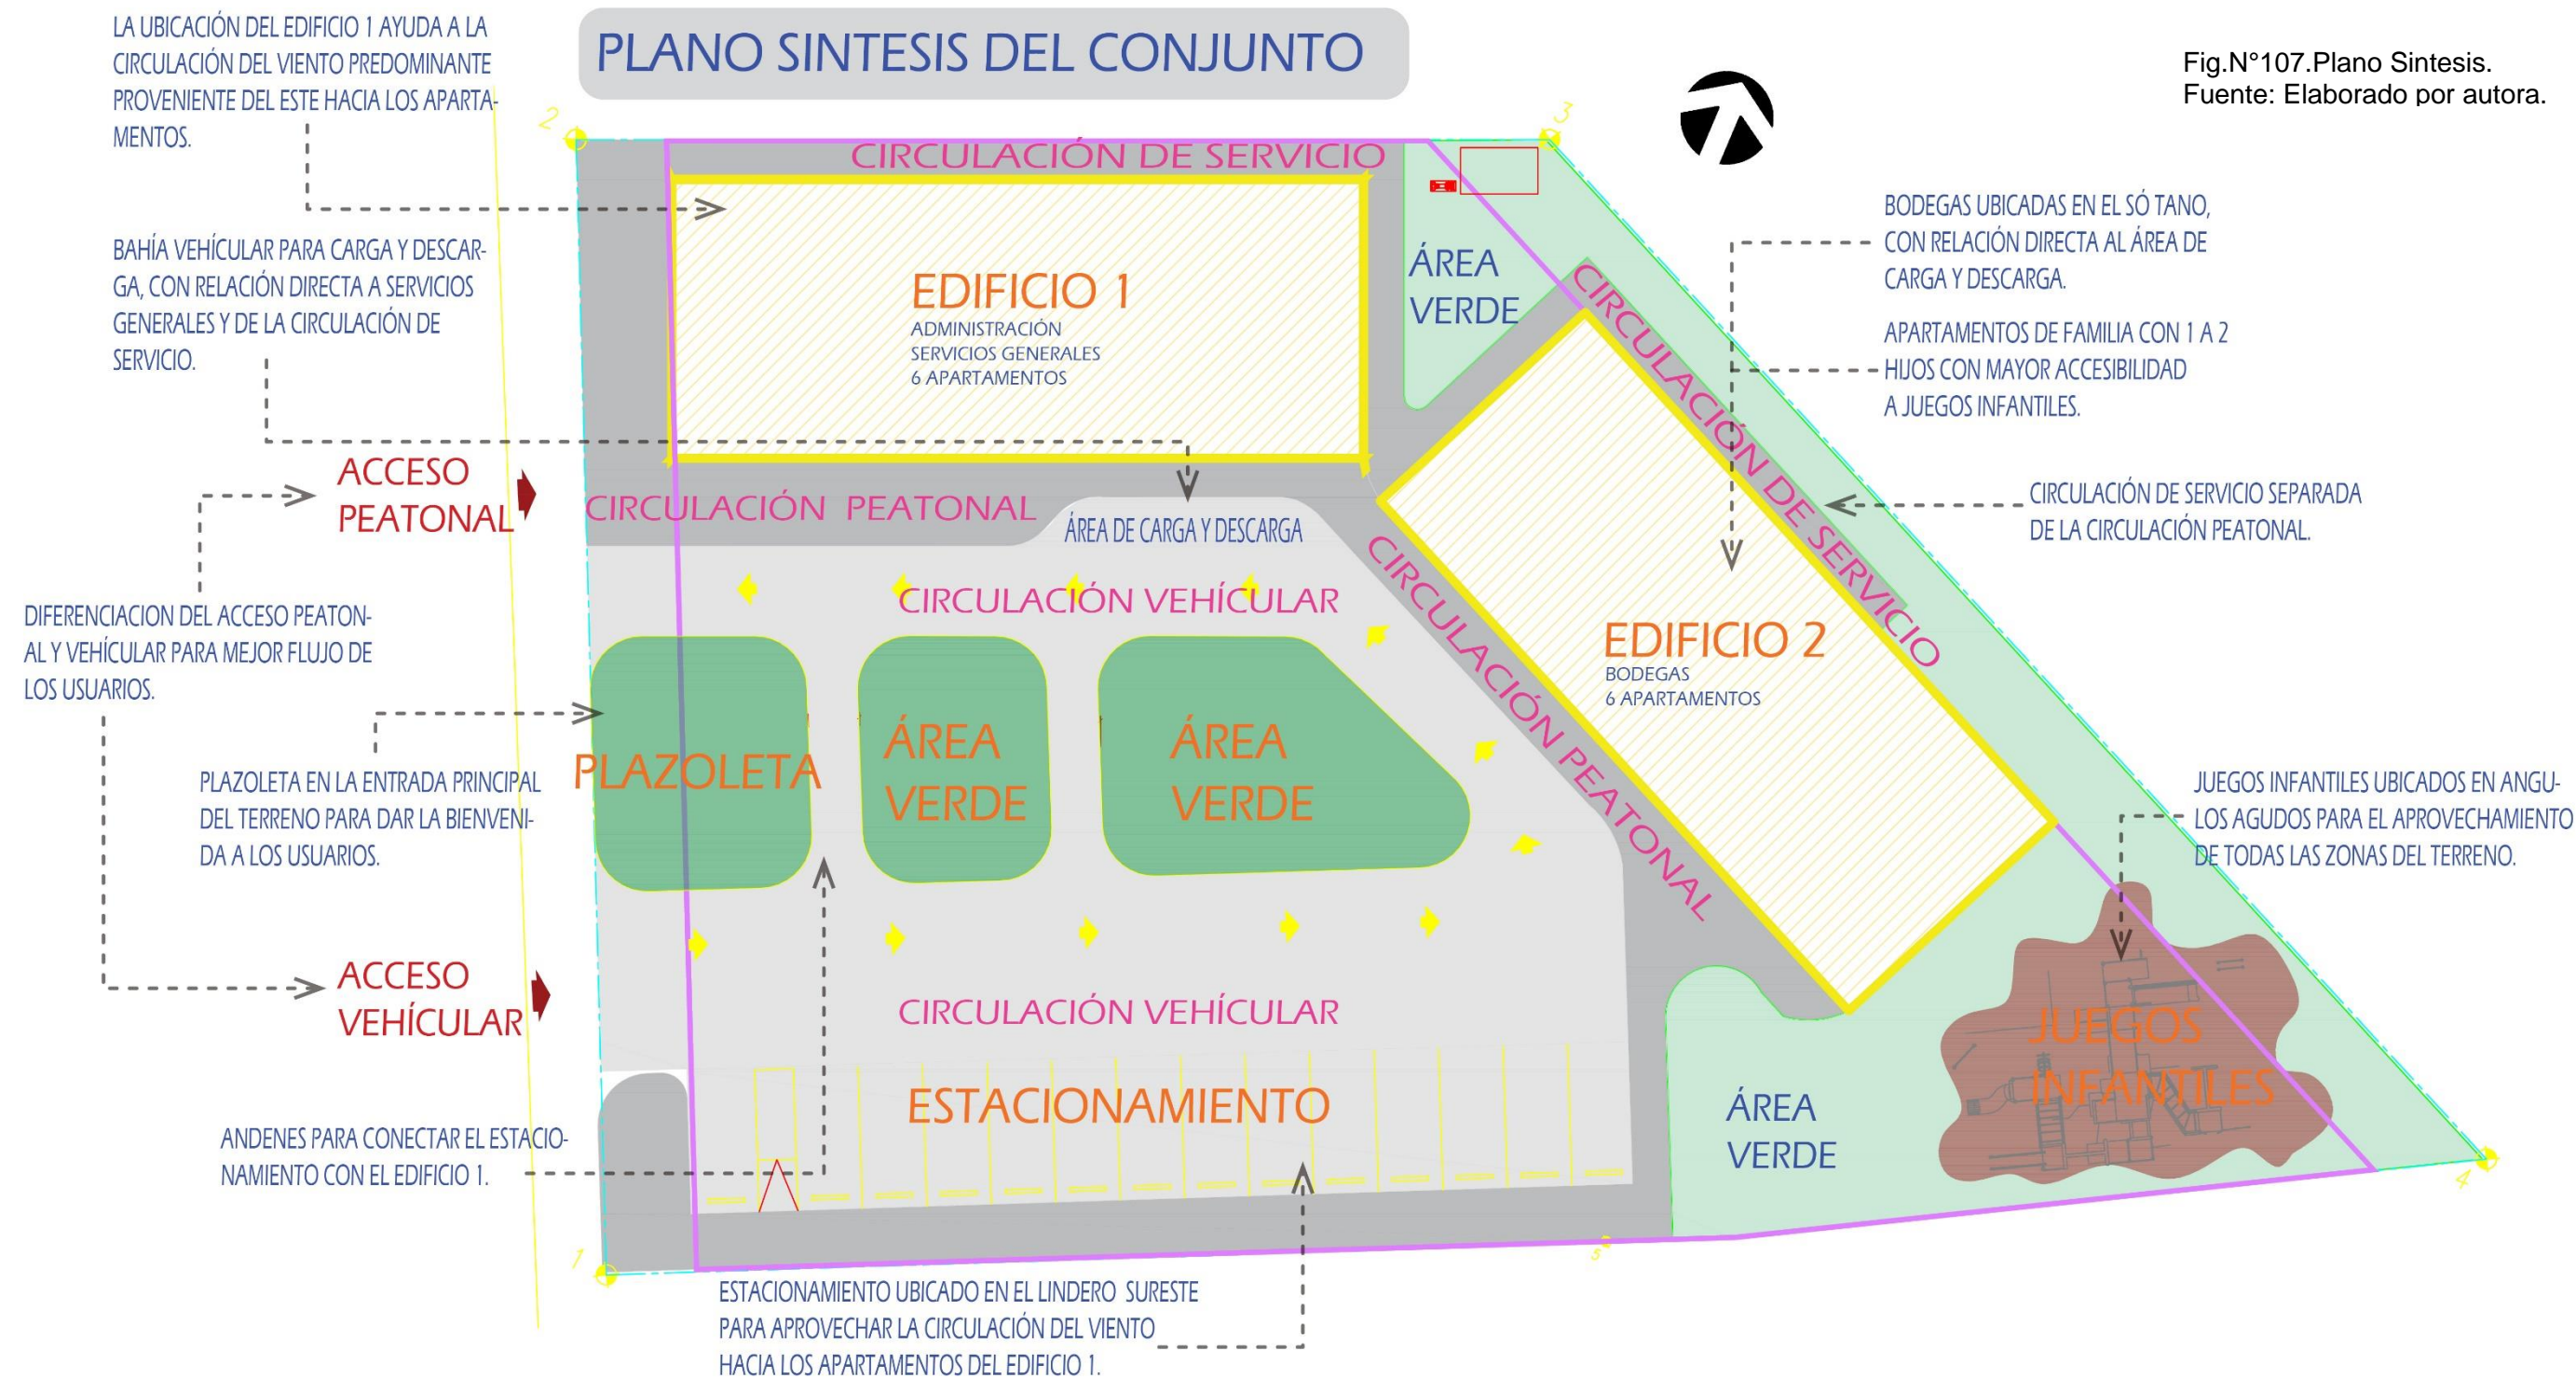 PLANO SINTESIS DEL CONJUNTO
Fig.N°107.Plano Sintesis.
Fuente: Elaborado por autora.
LA UBICACIÓN DEL EDIFICIO 1 AYUDA A LA
CIRCULACIÓN DEL VIENTO PREDOMINANTE
PROVENIENTE DEL ESTE HACIA LOS APARTA-
MENTOS.
BAHÍA VEHÍCULAR PARA CARGA Y DESCAR-
GA, CON RELACIÓN DIRECTA A SERVICIOS
GENERALES Y DE LA CIRCULACIÓN DE
SERVICIO.
ACCESO
PEATONAL
DIFERENCIACION DEL ACCESO PEATON-
AL Y VEHÍCULAR PARA MEJOR FLUJO DE
LOS USUARIOS.
PLAZOLETA EN LA ENTRADA PRINCIPAL
DEL TERRENO PARA DAR LA BIENVENI-
DA A LOS USUARIOS.
ACCESO
VEHÍCULAR
ANDENES PARA CONECTAR EL ESTACIO-
NAMIENTO CON EL EDIFICIO 1.
2
3
CIRCULACIÓN DE SERVICIO
EDIFICIO 1
ADMINISTRACIÓN
SERVICIOS GENERALES
6 APARTAMENTOS
ÁREA
VERDE
CIRCULACIÓN DE SERVICIO
CIRCULACIÓN PEATONAL
ÁREA DE CARGA Y DESCARGA
CIRCULACIÓN VEHÍCULAR
CIRCULACIÓN PEATONAL
EDIFICIO 2
BODEGAS
6 APARTAMENTOS
PLAZOLETA
ÁREA
VERDE
ÁREA
VERDE
CIRCULACIÓN VEHÍCULAR
ESTACIONAMIENTO
ÁREA
VERDE
JUEGOS
INFANTILES
1
5
4
BODEGAS UBICADAS EN EL SÓ TANO,
CON RELACIÓN DIRECTA AL ÁREA DE
CARGA Y DESCARGA.
APARTAMENTOS DE FAMILIA CON 1 A 2
HIJOS CON MAYOR ACCESIBILIDAD
A JUEGOS INFANTILES.
CIRCULACIÓN DE SERVICIO SEPARADA
DE LA CIRCULACIÓN PEATONAL.
JUEGOS INFANTILES UBICADOS EN ANGU-
LOS AGUDOS PARA EL APROVECHAMIENTO
DE TODAS LAS ZONAS DEL TERRENO.
ESTACIONAMIENTO UBICADO EN EL LINDERO SURESTE
PARA APROVECHAR LA CIRCULACIÓN DEL VIENTO
HACIA LOS APARTAMENTOS DEL EDIFICIO 1.